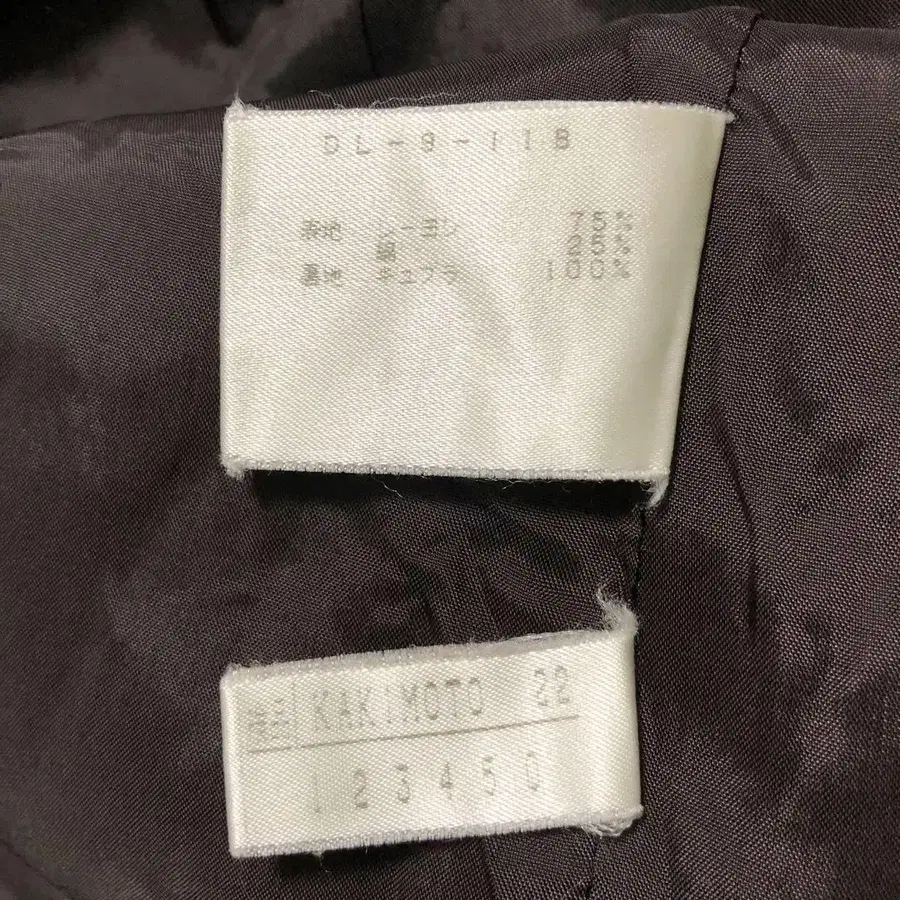 DL-9-11B
表地 レーヨン 75%
絹 25%
裏地 キュプラ 100%
KAKIMOTO 22
1 2 3 4 5 0